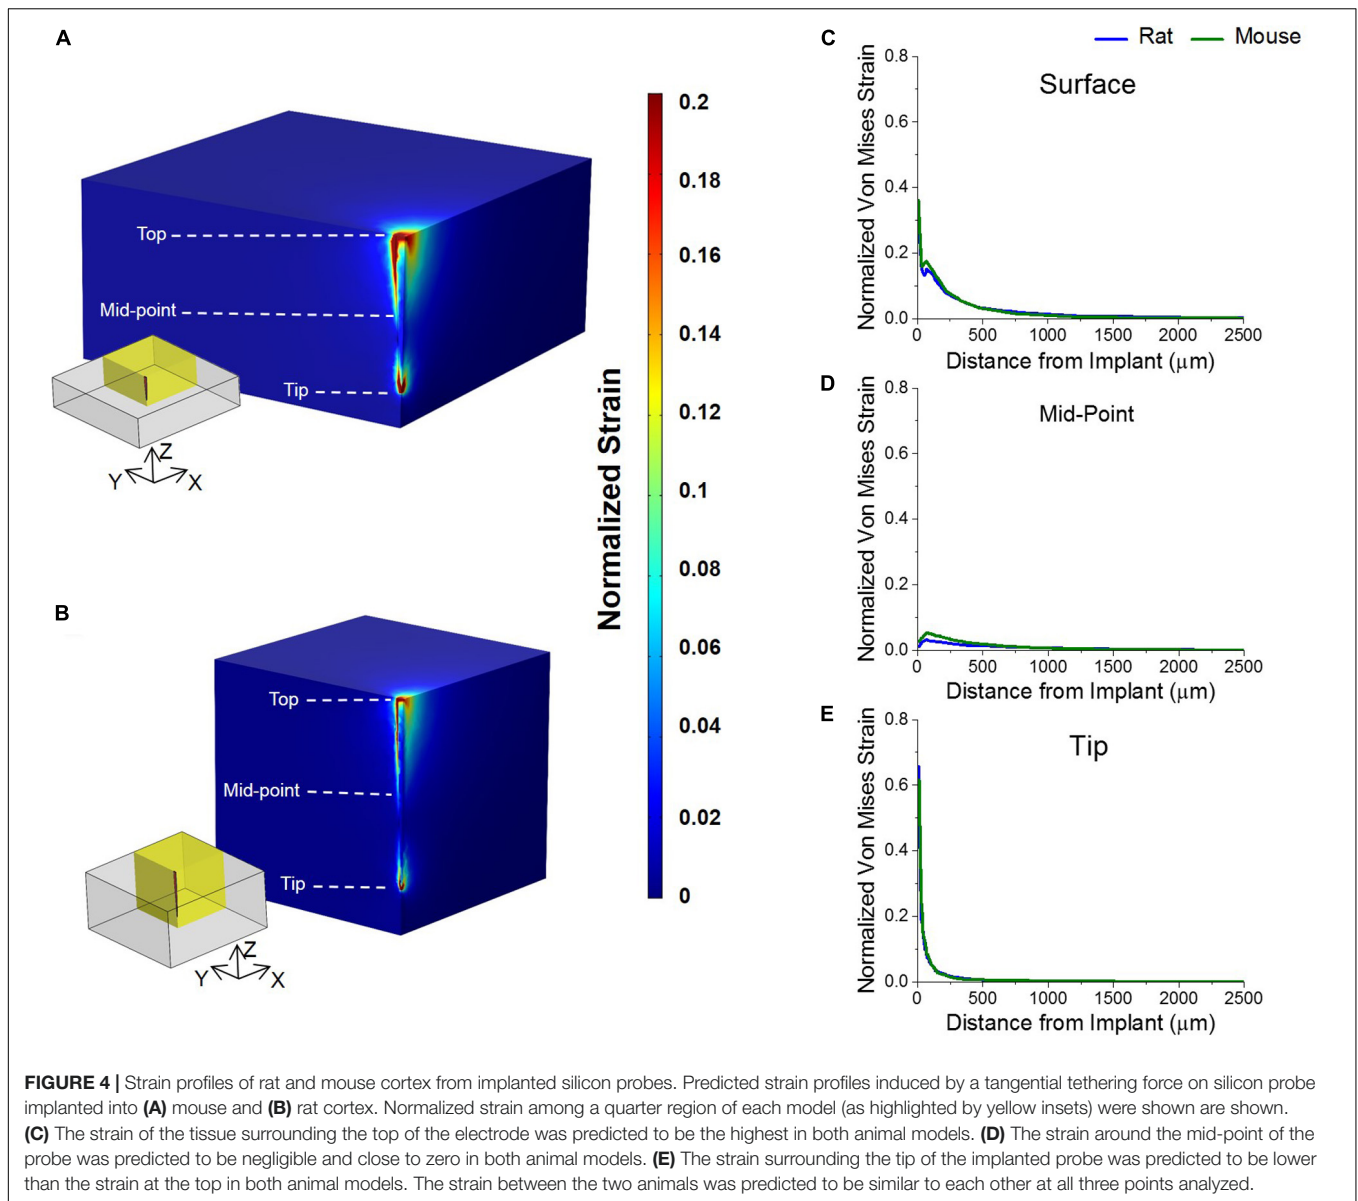 A
Top
Mid-point
Tip
Z
Y
X
B
Top
Mid-point
Tip
Z
Y
X
Normalized Strain
0.2
0.18
0.16
0.14
0.12
0.1
0.08
0.06
0.04
0.02
0
C
Rat Mouse
Surface
Normalized Von Mises Strain
0.8
0.6
0.4
0.2
0.0
0 500 1000 1500 2000 2500
Distance from Implant (μm)
D
Mid-Point
Normalized Von Mises Strain
0.8
0.6
0.4
0.2
0.0
0 500 1000 1500 2000 2500
Distance from Implant (μm)
E
Tip
Normalized Von Mises Strain
0.8
0.6
0.4
0.2
0.0
0 500 1000 1500 2000 2500
Distance from Implant (μm)
FIGURE 4 | Strain profiles of rat and mouse cortex from implanted silicon probes. Predicted strain profiles induced by a tangential tethering force on silicon probe
implanted into (A) mouse and (B) rat cortex. Normalized strain among a quarter region of each model (as highlighted by yellow insets) were shown are shown.
(C) The strain of the tissue surrounding the top of the electrode was predicted to be the highest in both animal models. (D) The strain around the mid-point of the
probe was predicted to be negligible and close to zero in both animal models. (E) The strain surrounding the tip of the implanted probe was predicted to be lower
than the strain at the top in both animal models. The strain between the two animals was predicted to be similar to each other at all three points analyzed.